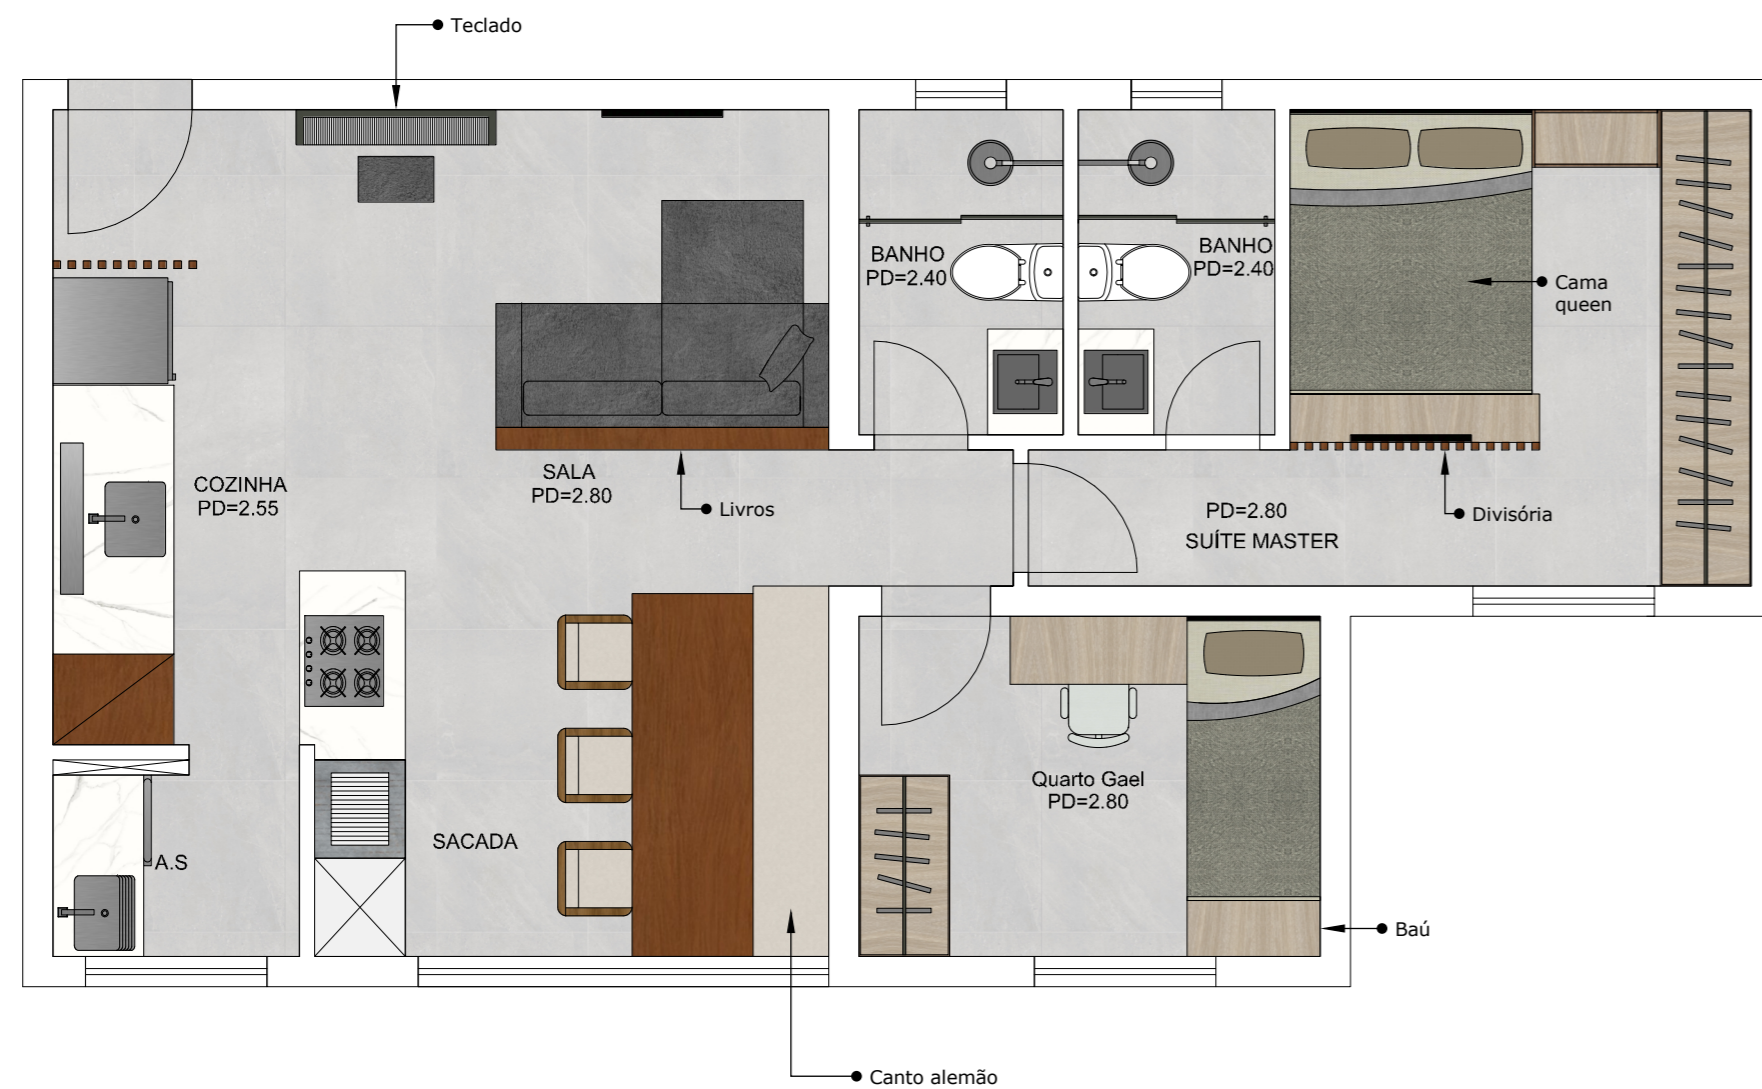 Teclado
BANHO
PD=2.40
BANHO
PD=2.40
Cama
queen
COZINHA
PD=2.55
SALA
PD=2.80
Livros
PD=2.80
SUÍTE MASTER
Divisória
Quarto Gael
PD=2.80
SACADA
A.S
Baú
Canto alemão